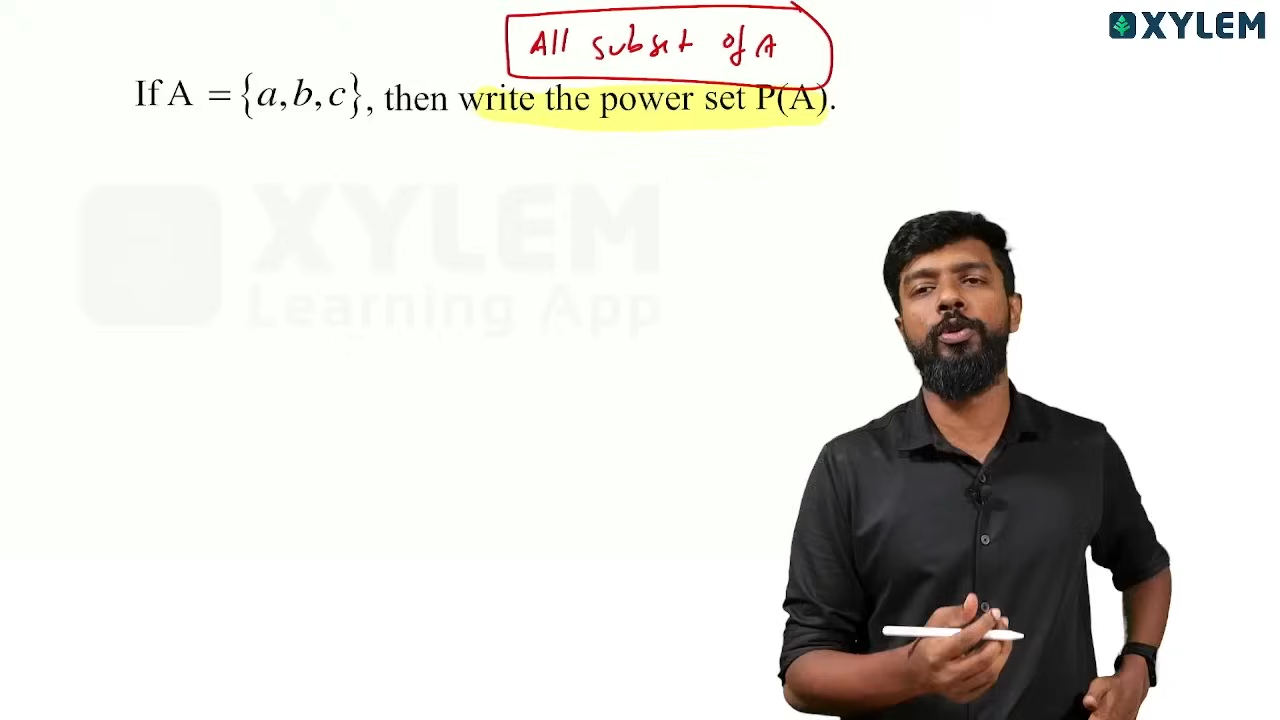 All subset of A
XYLEM
If A = {a, b, c}, then write the power set P(A).
XYLEM
Learning App